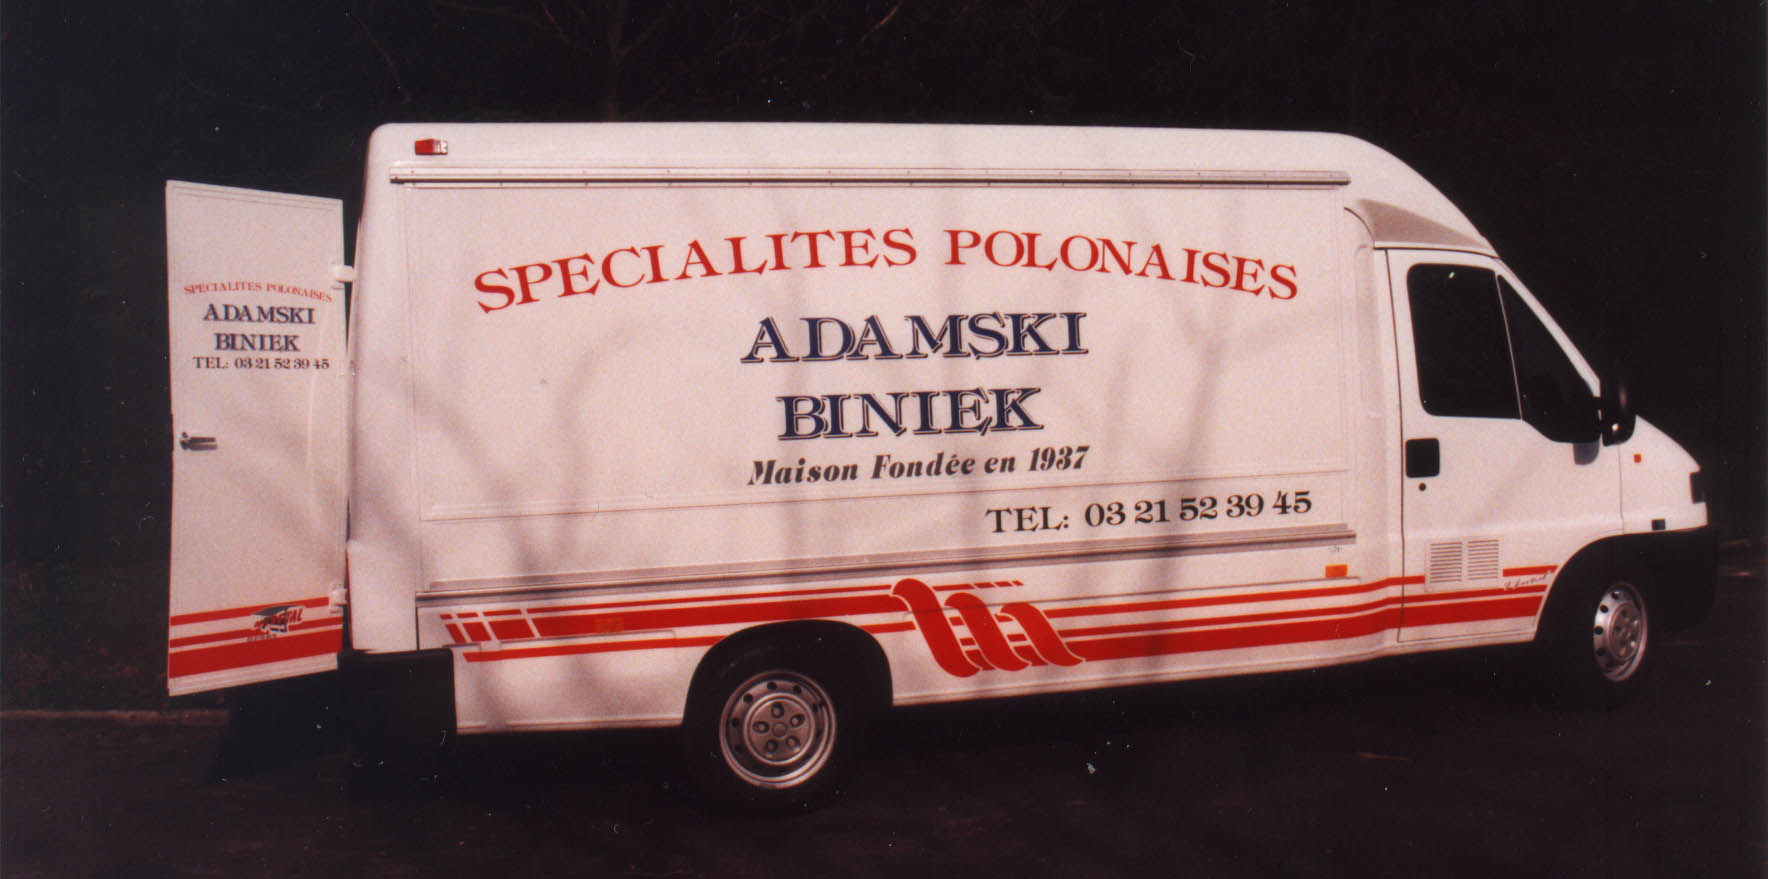 SPECIALITES POLONAISES
ADAMSKI
BINIEK
TEL: 03 21 52 39 45
SPECIALITES POLONAISES
ADAMSKI
BINIEK
Maison Fondée en 1937
TEL: 03 21 52 39 45